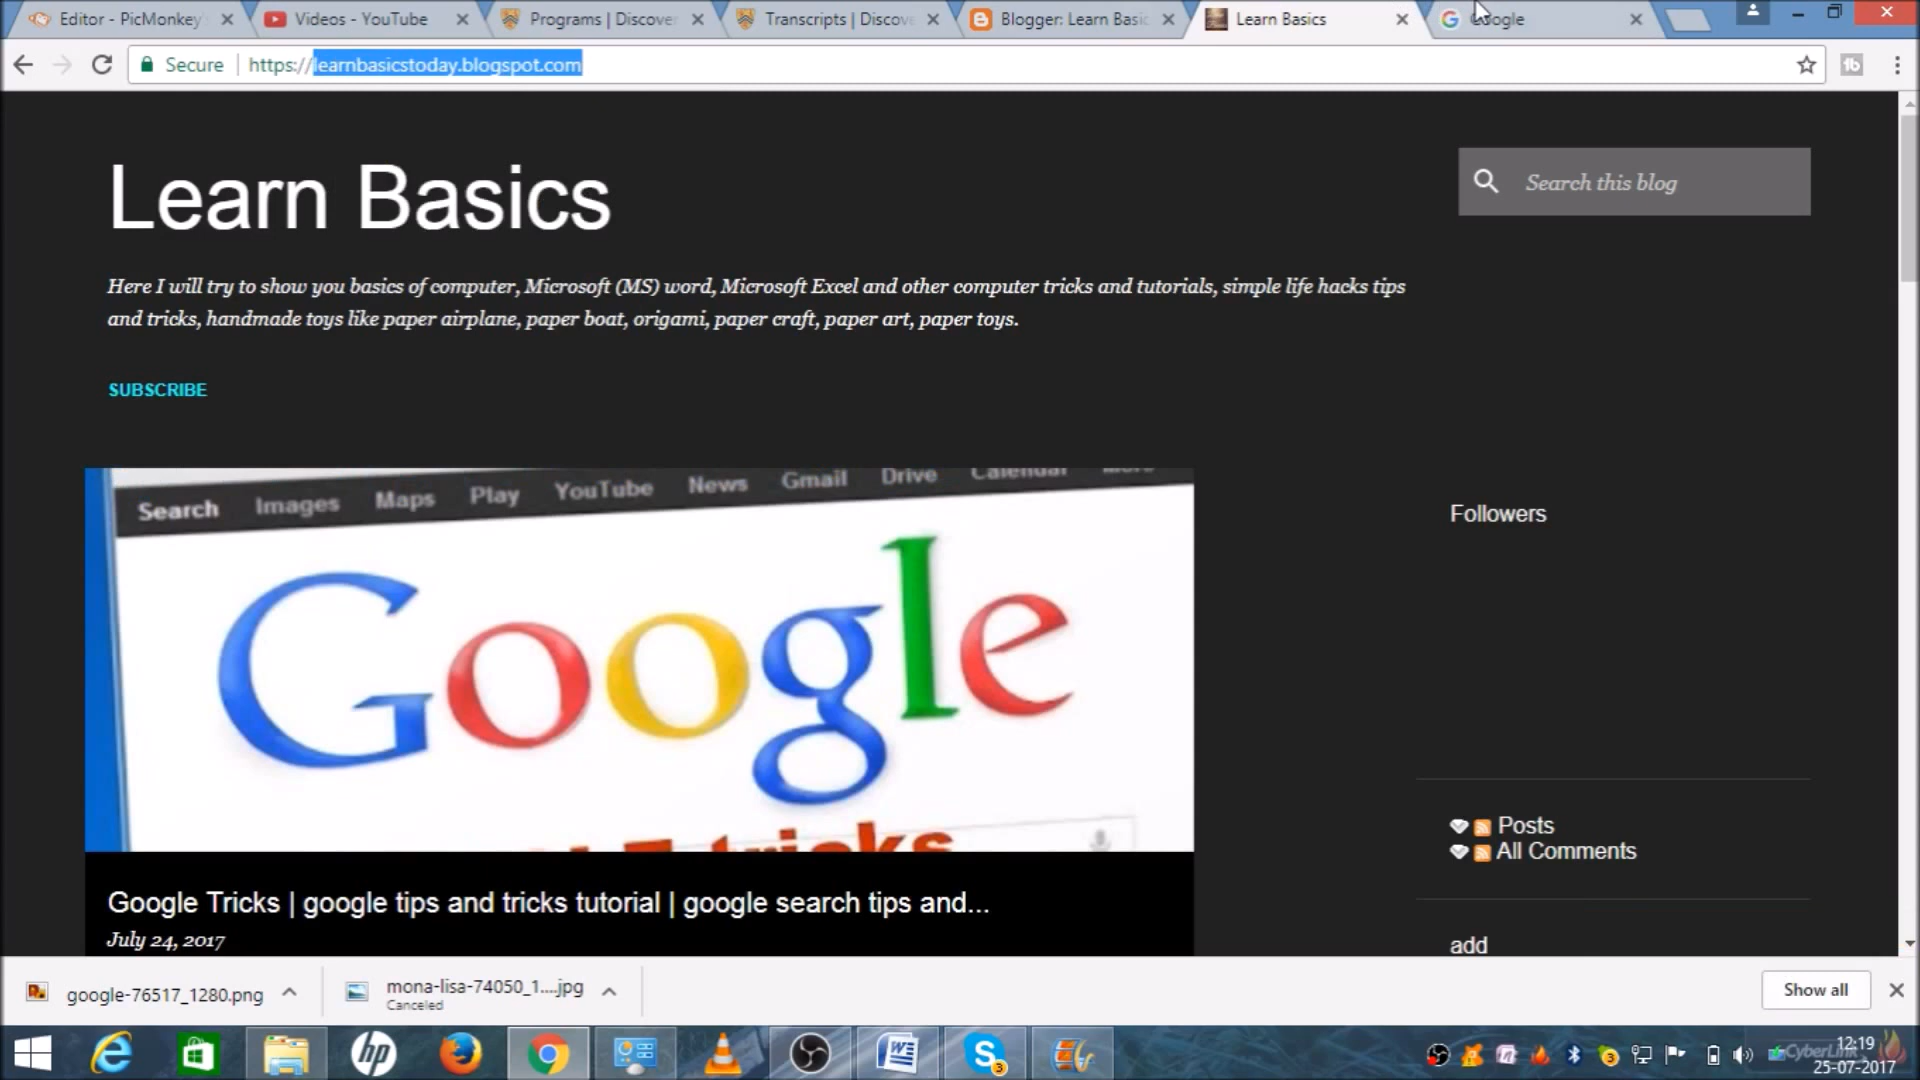 Editor - PicMonkey
Videos - YouTube
Programs | Discover
Transcripts | Discov
Blogger: Learn Basic
Learn Basics
Google
Secure
https://learnbasicstoday.blogspot.com
Learn Basics
Search this blog
Here I will try to show you basics of computer, Microsoft (MS) word, Microsoft Excel and other computer tricks and tutorials, simple life hacks tips
and tricks, handmade toys like paper airplane, paper boat, origami, paper craft, paper art, paper toys.
SUBSCRIBE
Search Images Maps Play YouTube News Gmail Drive Calendar
Google
tricks
Followers
Posts
All Comments
add
Google Tricks | google tips and tricks tutorial | google search tips and...
July 24, 2017
google-76517_1280.png
mona-lisa-74050_1....jpg
Canceled
Show all
hp
CyberLink
12:19
25-07-2017